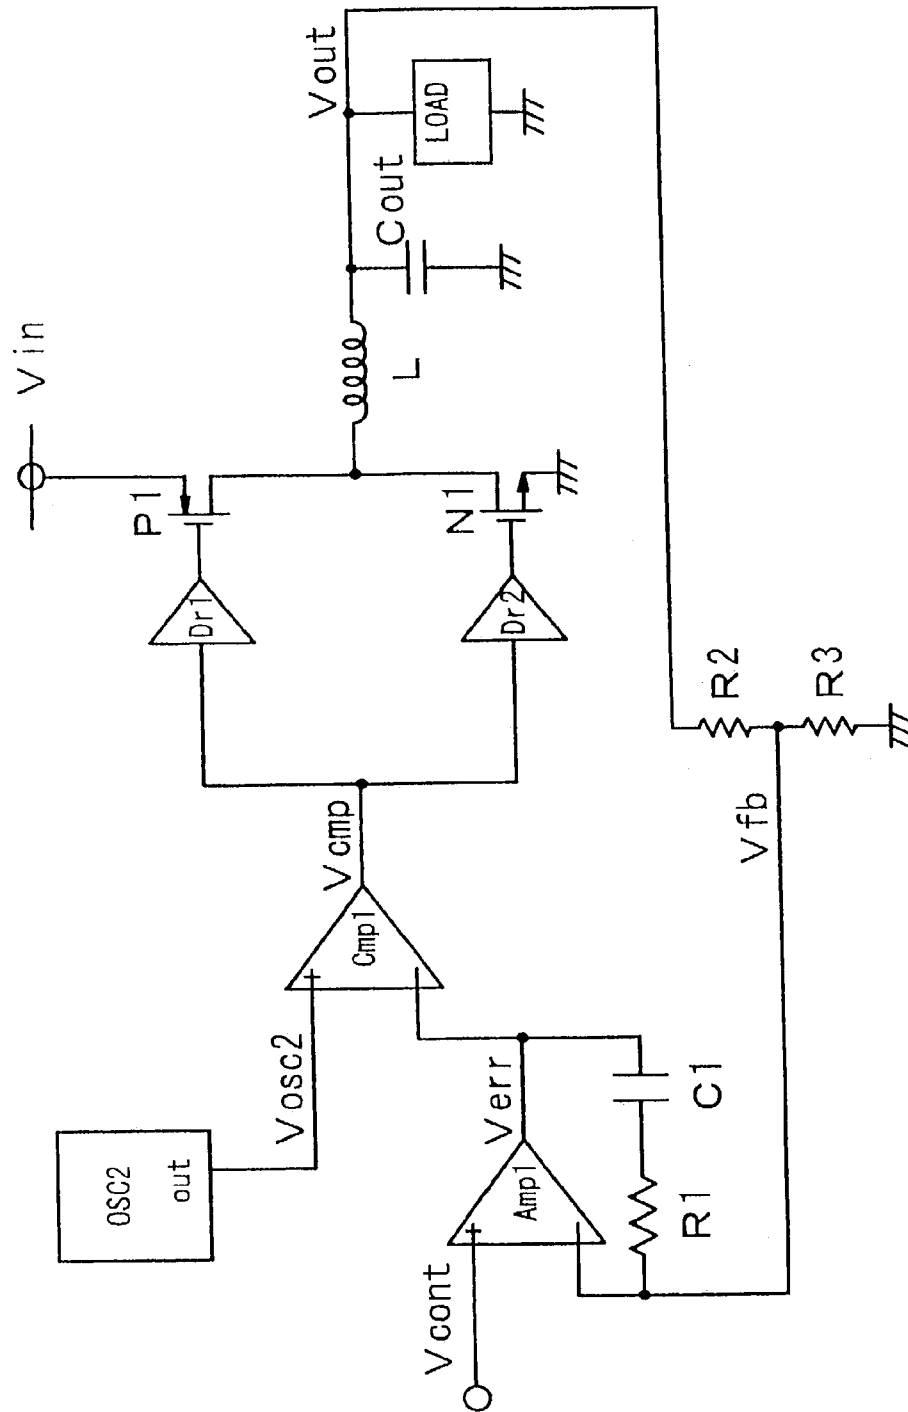 Vin
Vout
P1
Dr1
LOAD
Cout
L
N1
Dr2
OSC2
out
Vosc2
+
Cmp1
Vcmp
R2
R3
Vfb
Vcont
+
Amp1
Verr
R1
C1